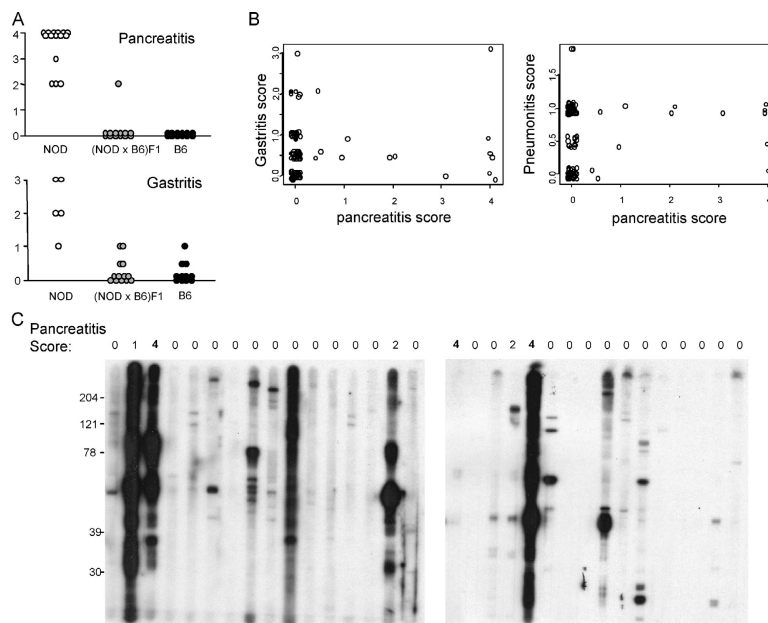 A
Pancreatitis
4
3
2
1
0
NOD
(NOD x B6)F1
B6
Gastritis
3
2
1
0
NOD
(NOD x B6)F1
B6
B
Gastritis score
3.0
2.0
1.0
0.0
0 1 2 3 4
pancreatitis score
Pneumonitis score
1.5
1.0
0.5
0.0
0 1 2 3 4
pancreatitis score
C
Pancreatitis
Score:
0 1 4 0 0 0 0 0 0 0 0 0 0 0 2 0
4 0 0 2 4 0 0 0 0 0 0 0 0 0 0 0
204
121
78
39
30